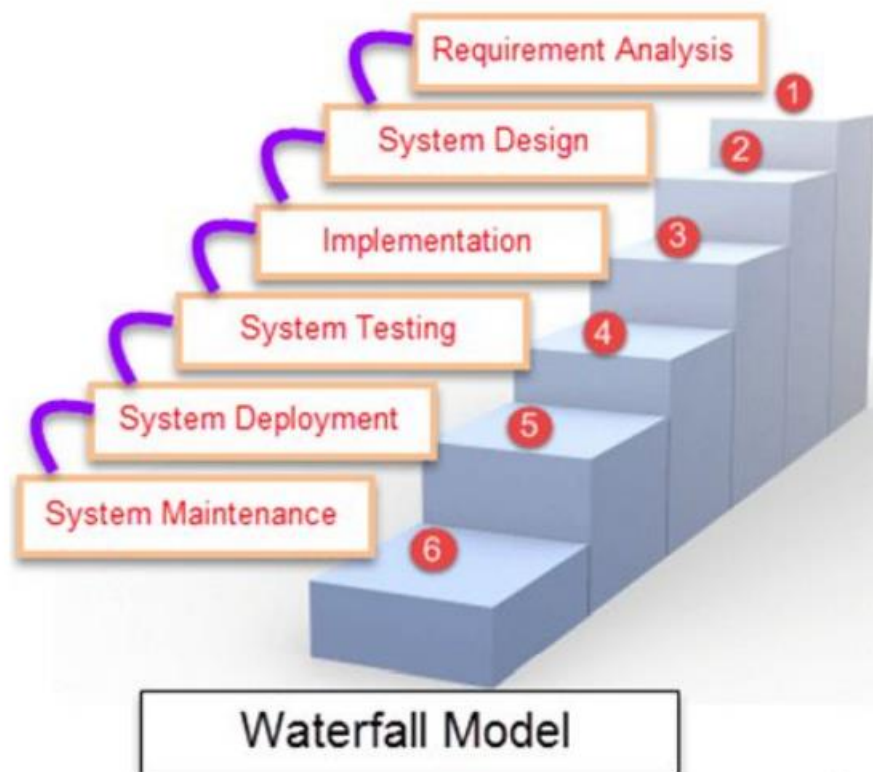 Requirement Analysis
1
System Design
2
Implementation
3
System Testing
4
System Deployment
5
System Maintenance
6
Waterfall Model